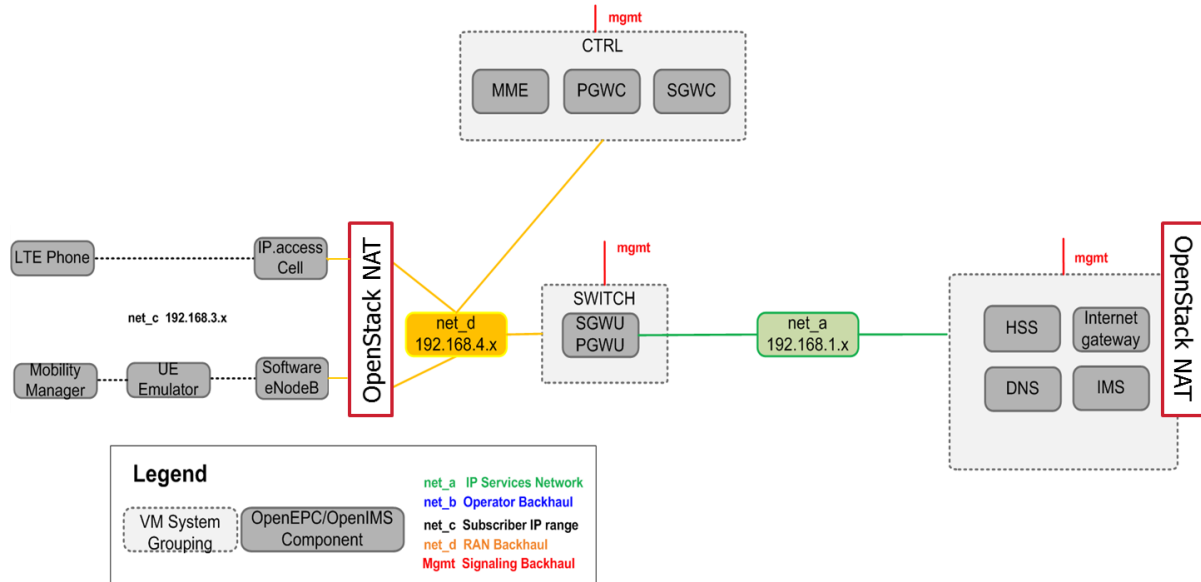 mgmt
CTRL
MME
PGWC
SGWC
LTE Phone
IP.access
Cell
OpenStack NAT
net_c 192.168.3.x
Mobility
Manager
UE
Emulator
Software
eNodeB
net_d
192.168.4.x
mgmt
SWITCH
SGWU
PGWU
net_a
192.168.1.x
mgmt
HSS
Internet
gateway
DNS
IMS
OpenStack NAT
Legend
VM System
Grouping
OpenEPC/OpenIMS
Component
net_a IP Services Network
net_b Operator Backhaul
net_c Subscriber IP range
net_d RAN Backhaul
Mgmt Signaling Backhaul